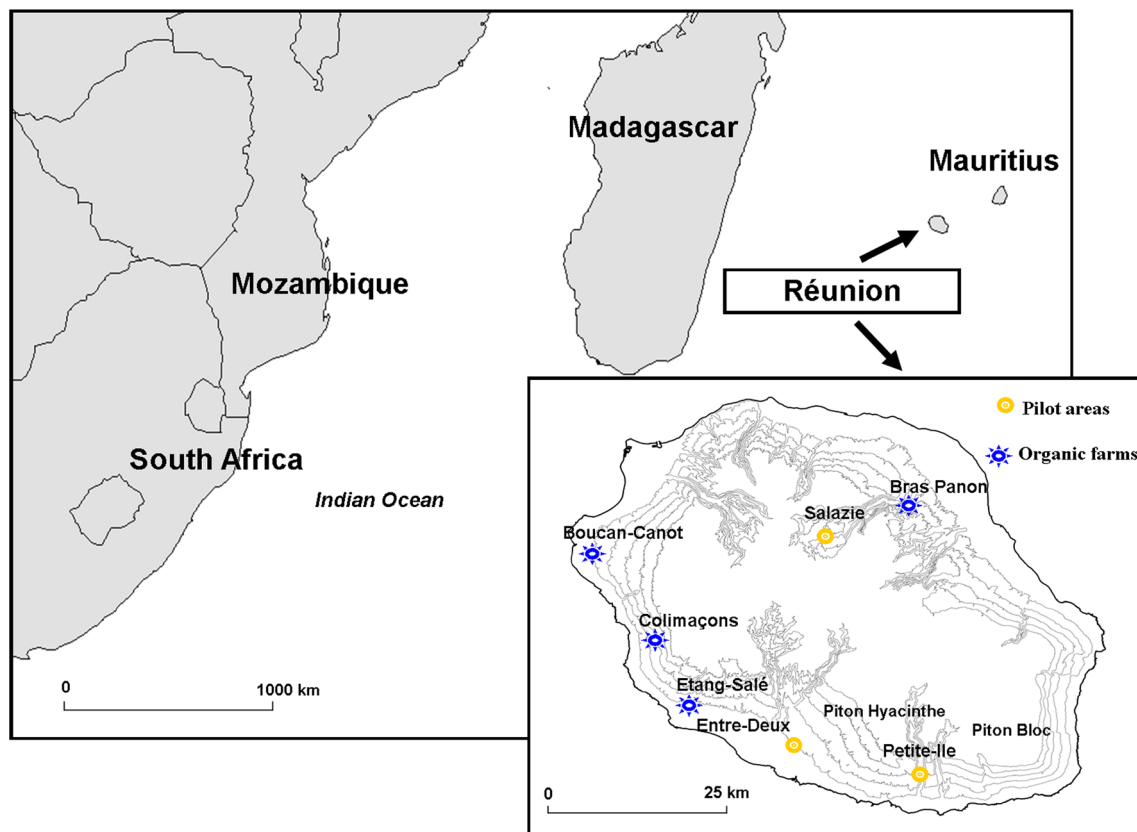 Madagascar
Mauritius
Mozambique
Réunion
South Africa
Indian Ocean
0
1000 km
Pilot areas
Organic farms
Bras Panon
Salazie
Boucan-Canot
Colimaçons
Etang-Salé
Entre-Deux
Piton Hyacinthe
Piton Bloc
Petite-Ile
0
25 km